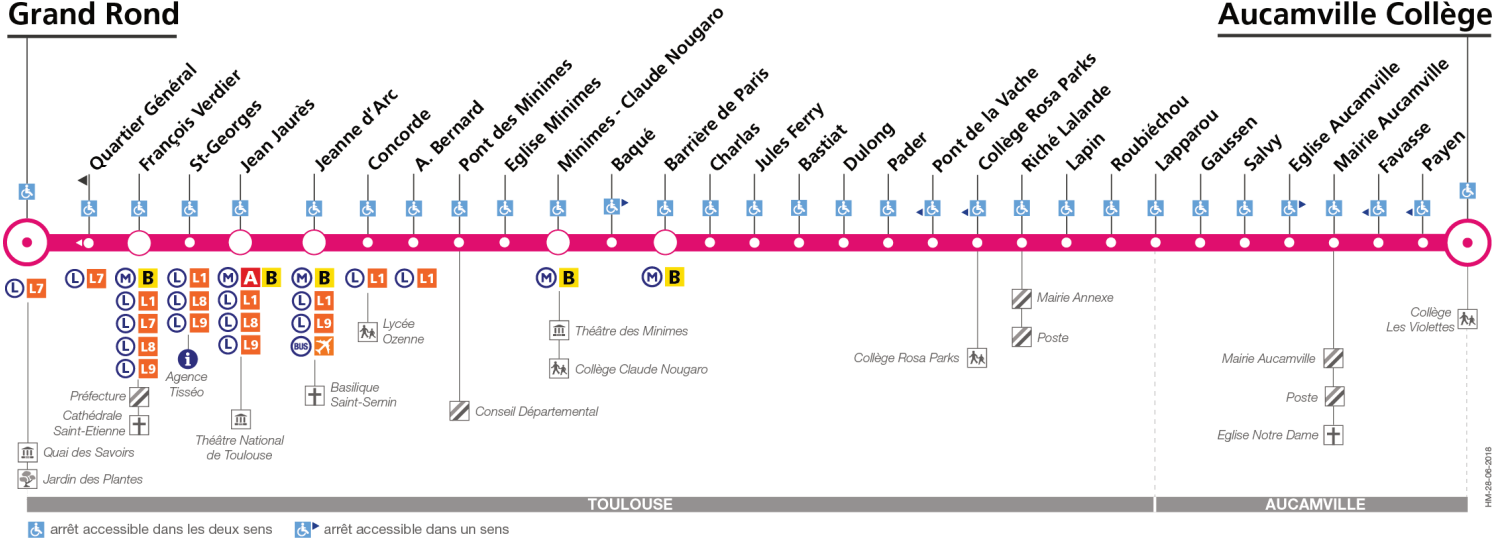 Grand Rond
Aucamville Collège
Quartier Général
François Verdier
St-Georges
Jean Jaurès
Jeanne d'Arc
Concorde
A. Bernard
Pont des Minimes
Eglise Minimes
Minimes - Claude Nougaro
Baqué
Barrière de Paris
Charlas
Jules Ferry
Bastiat
Dulong
Pader
Pont de la Vache
Collège Rosa Parks
Riché Lalande
Lapin
Roubiéchou
Lapparou
Gaussen
Salvy
Eglise Aucamville
Mairie Aucamville
Favasse
Payen
L L7
Quai des Savoirs
Jardin des Plantes
L L7
M B
L L1
L L7
L L8
L L9
Préfecture
Cathédrale
Saint-Etienne
L L1
L L8
L L9
i
Agence
Tisséo
M A B
L L1
L L8
L L9
Théâtre National
de Toulouse
M B
L L1
L L9
BUS
Basilique
Saint-Sernin
L L1
Lycée
Ozenne
L L1
Conseil Départemental
M B
Théâtre des Minimes
Collège Claude Nougaro
M B
Collège Rosa Parks
Mairie Annexe
Poste
Mairie Aucamville
Poste
Eglise Notre Dame
Collège
Les Violettes
HM-28-06-2018
TOULOUSE
AUCAMVILLE
arrêt accessible dans les deux sens
arrêt accessible dans un sens